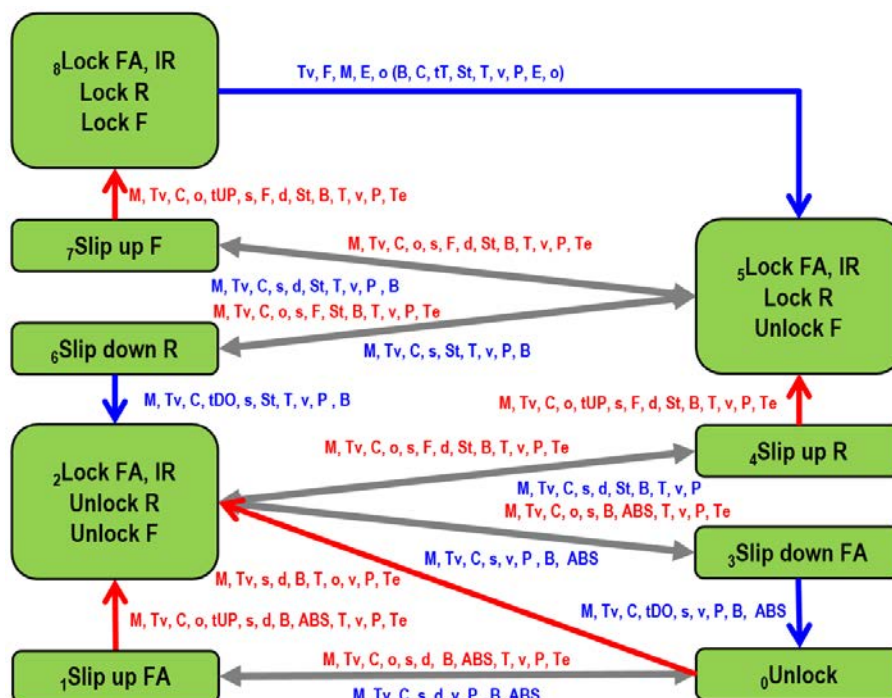 8Lock FA, IR
Lock R
Lock F
Tv, F, M, E, o (B, C, tT, St, T, v, P, E, o)
M, Tv, C, o, tUP, s, F, d, St, B, T, v, P, Te
7Slip up F
M, Tv, C, o, s, F, d, St, B, T, v, P, Te
M, Tv, C, s, d, St, T, v, P , B
M, Tv, C, o, s, F, St, B, T, v, P, Te
5Lock FA, IR
Lock R
Unlock F
6Slip down R
M, Tv, C, s, St, T, v, P, B
M, Tv, C, tDO, s, St, T, v, P , B
M, Tv, C, o, tUP, s, F, d, St, B, T, v, P, Te
2Lock FA, IR
Unlock R
Unlock F
M, Tv, C, o, s, F, d, St, B, T, v, P, Te
4Slip up R
M, Tv, C, s, d, St, B, T, v, P
M, Tv, C, o, s, B, ABS, T, v, P, Te
M, Tv, C, s, v, P , B, ABS
3Slip down FA
M, Tv, s, d, B, T, o, v, P, Te
M, Tv, C, tDO, s, v, P, B, ABS
M, Tv, C, o, tUP, s, d, B, ABS, T, v, P, Te
1Slip up FA
M, Tv, C, o, s, d, B, ABS, T, v, P, Te
0Unlock
M, Tv, C, s, d, v, P, B, ABS